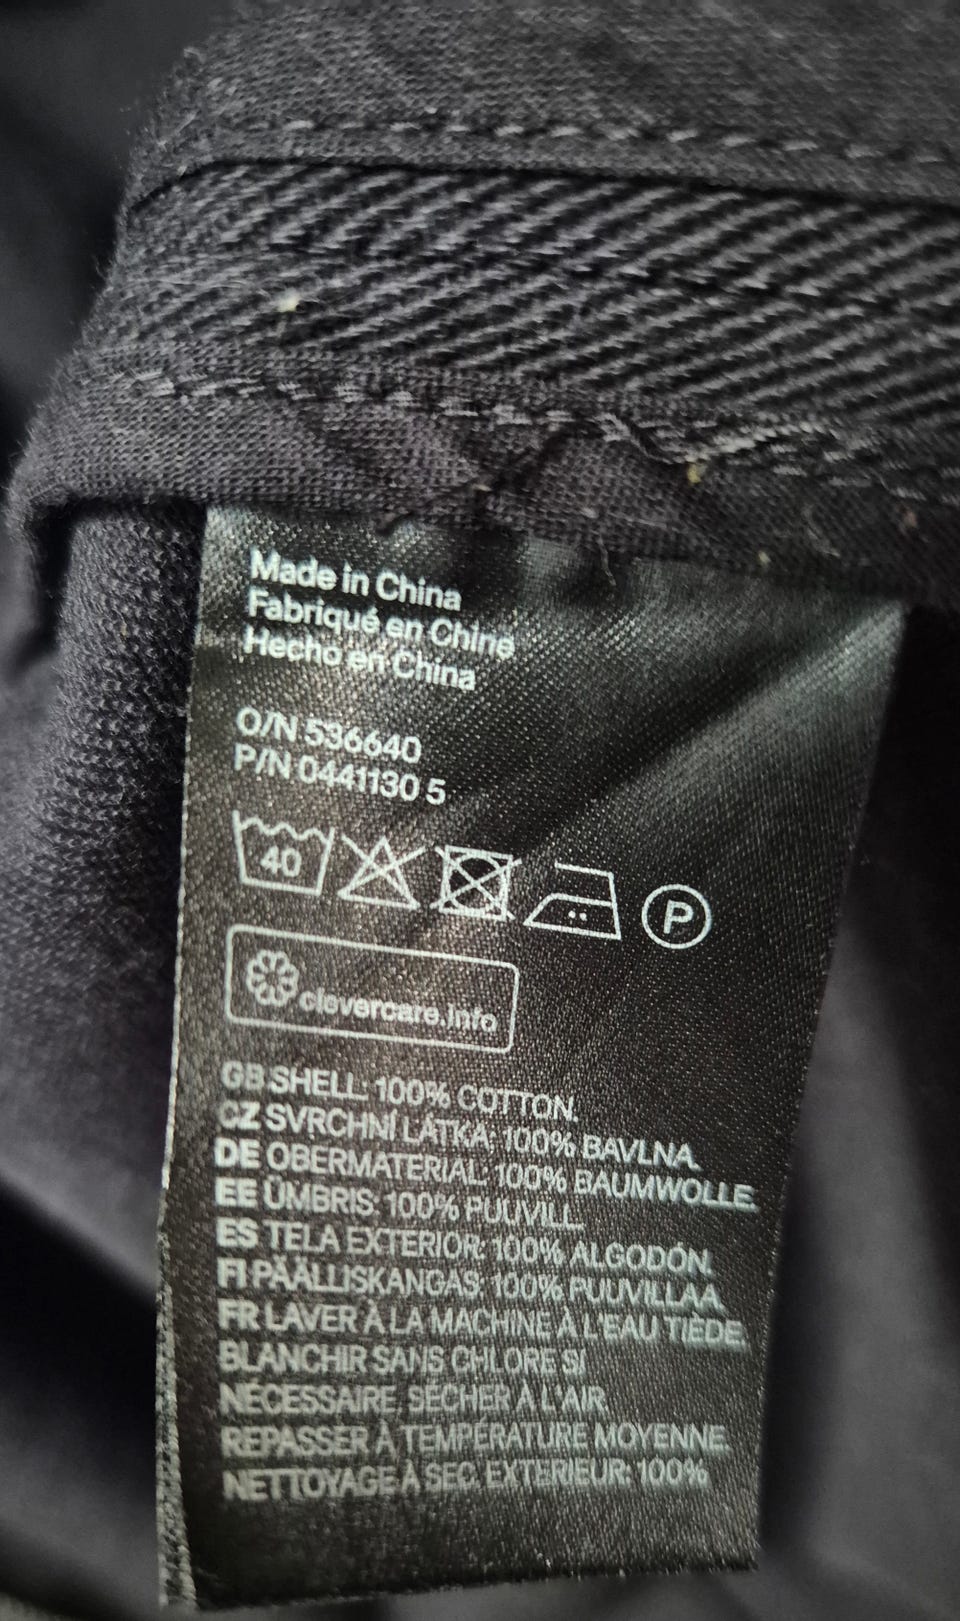 Made in China
Fabriqué en Chine
Hecho en China
O/N 536640
P/N 0441130 5
40 P
clevercare.info
GB SHELL: 100% COTTON.
CZ SVRCHNÍ LÁTKA: 100% BAVLNA.
DE OBERMATERIAL: 100% BAUMWOLLE.
EE ÜMBRIS: 100% PUUVILL.
ES TELA EXTERIOR: 100% ALGODÓN.
FI PÄÄLLISKANGAS: 100% PUUVILLAA.
FR LAVER À LA MACHINE À L'EAU TIÈDE.
BLANCHIR SANS CHLORE SI
NÉCESSAIRE. SÉCHER À L'AIR.
REPASSER À TEMPÉRATURE MOYENNE.
NETTOYAGE À SEC. EXTERIEUR: 100%